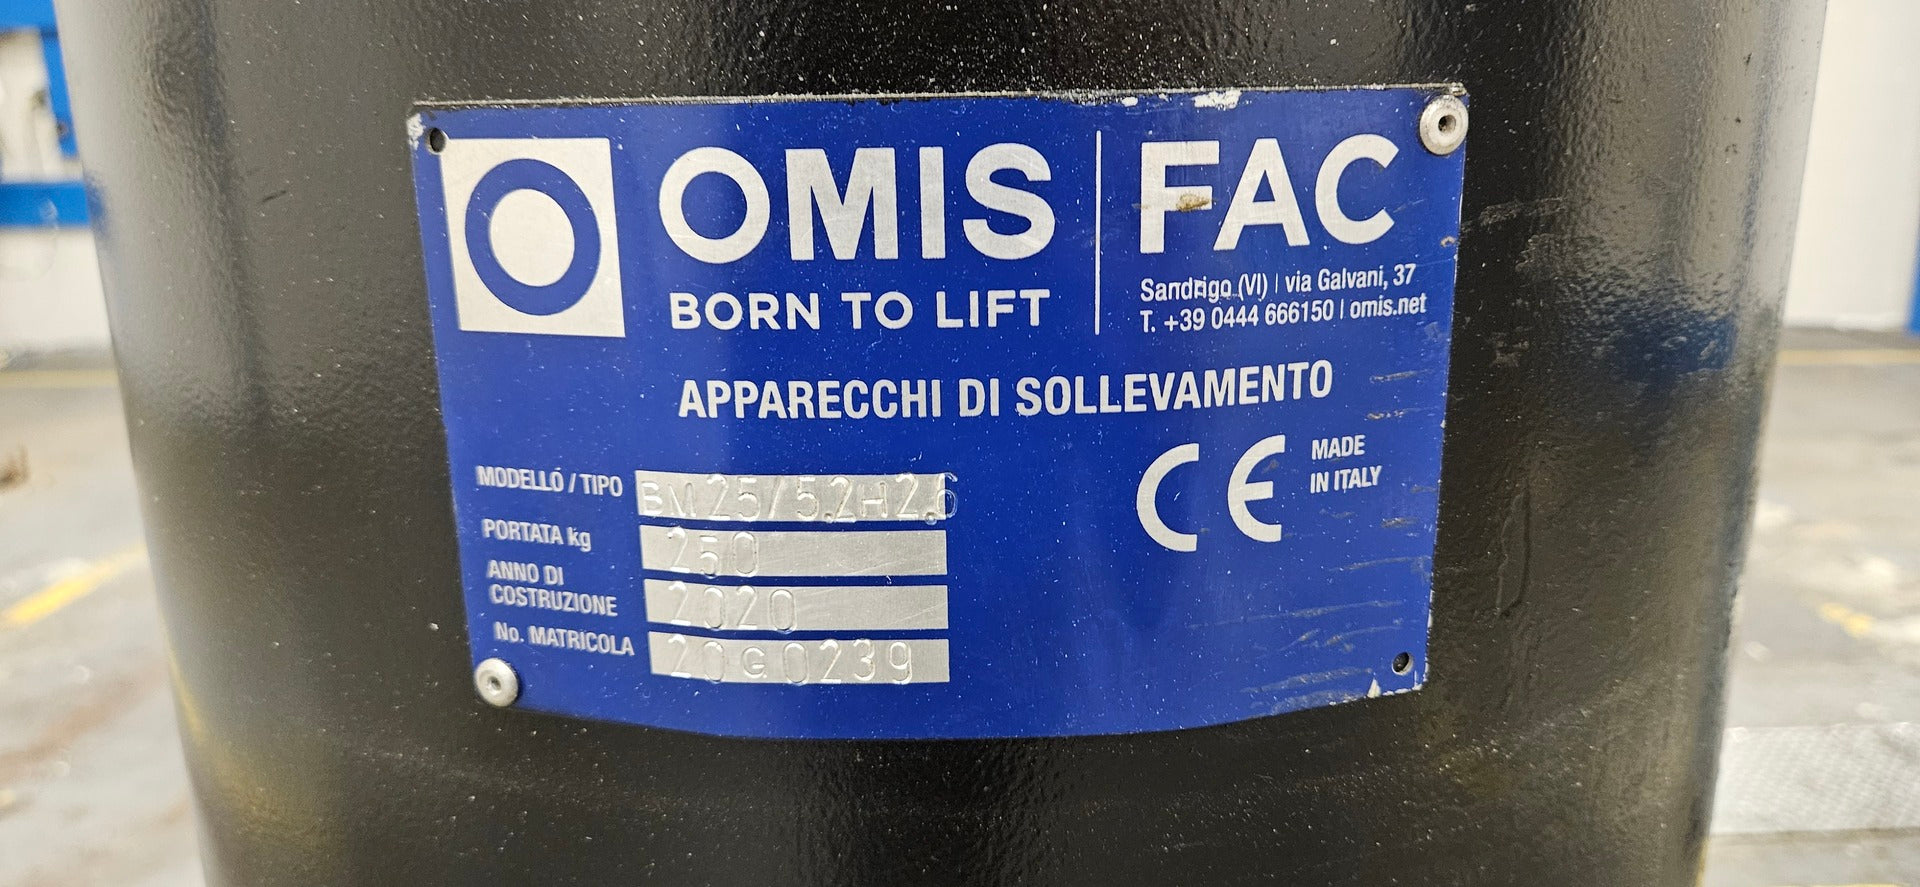 OMIS | FAC
BORN TO LIFT
Sandrigo (VI) | via Galvani, 37
T. +39 0444 666150 | omis.net
APPARECCHI DI SOLLEVAMENTO
CE MADE
IN ITALY
MODELLO / TIPO BM25/5.2H2.6
PORTATA kg 250
ANNO DI
COSTRUZIONE 2020
No. MATRICOLA 20G0239